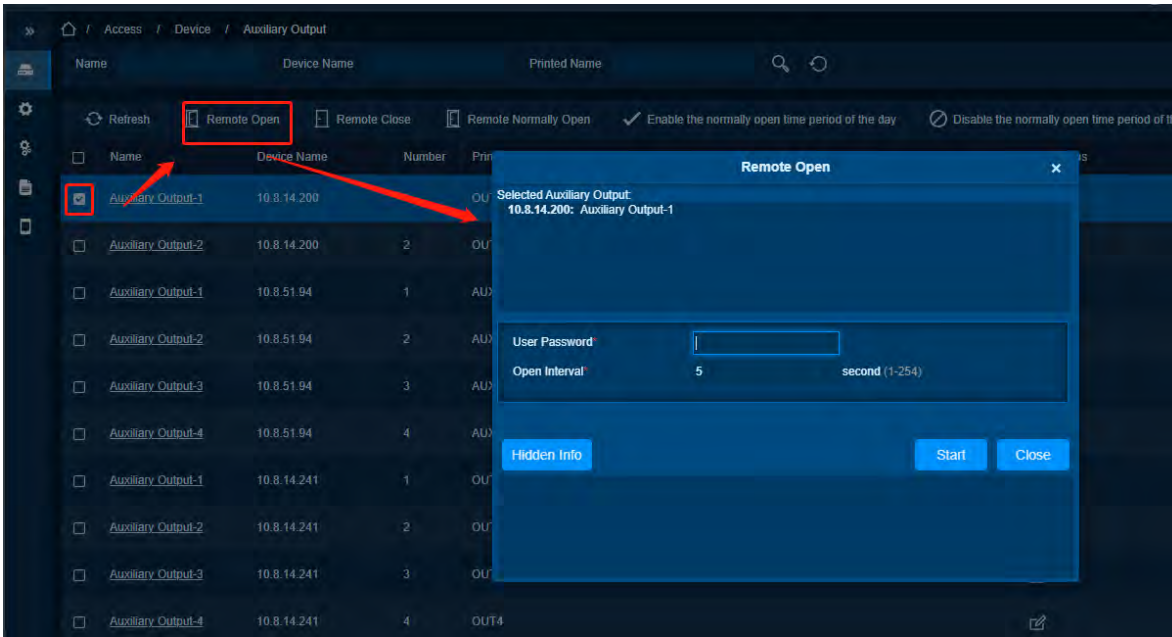 » / Access / Device / Auxiliary Output
Name Device Name Printed Name
Refresh Remote Open Remote Close Remote Normally Open Enable the normally open time period of the day Disable the normally open time period of
Name Device Name Number
Remote Open ×
Auxiliary Output-1 10.8.14.200
Selected Auxiliary Output:
10.8.14.200: Auxiliary Output-1
Auxiliary Output-2 10.8.14.200 2
Auxiliary Output-1 10.8.51.94 1
Auxiliary Output-2 10.8.51.94 2
User Password*
Open Interval* 5 second (1-254)
Auxiliary Output-3 10.8.51.94 3
Auxiliary Output-4 10.8.51.94 4
Hidden Info Start Close
Auxiliary Output-1 10.8.14.241 1
Auxiliary Output-2 10.8.14.241 2
Auxiliary Output-3 10.8.14.241 3
Auxiliary Output-4 10.8.14.241 4 OUT4